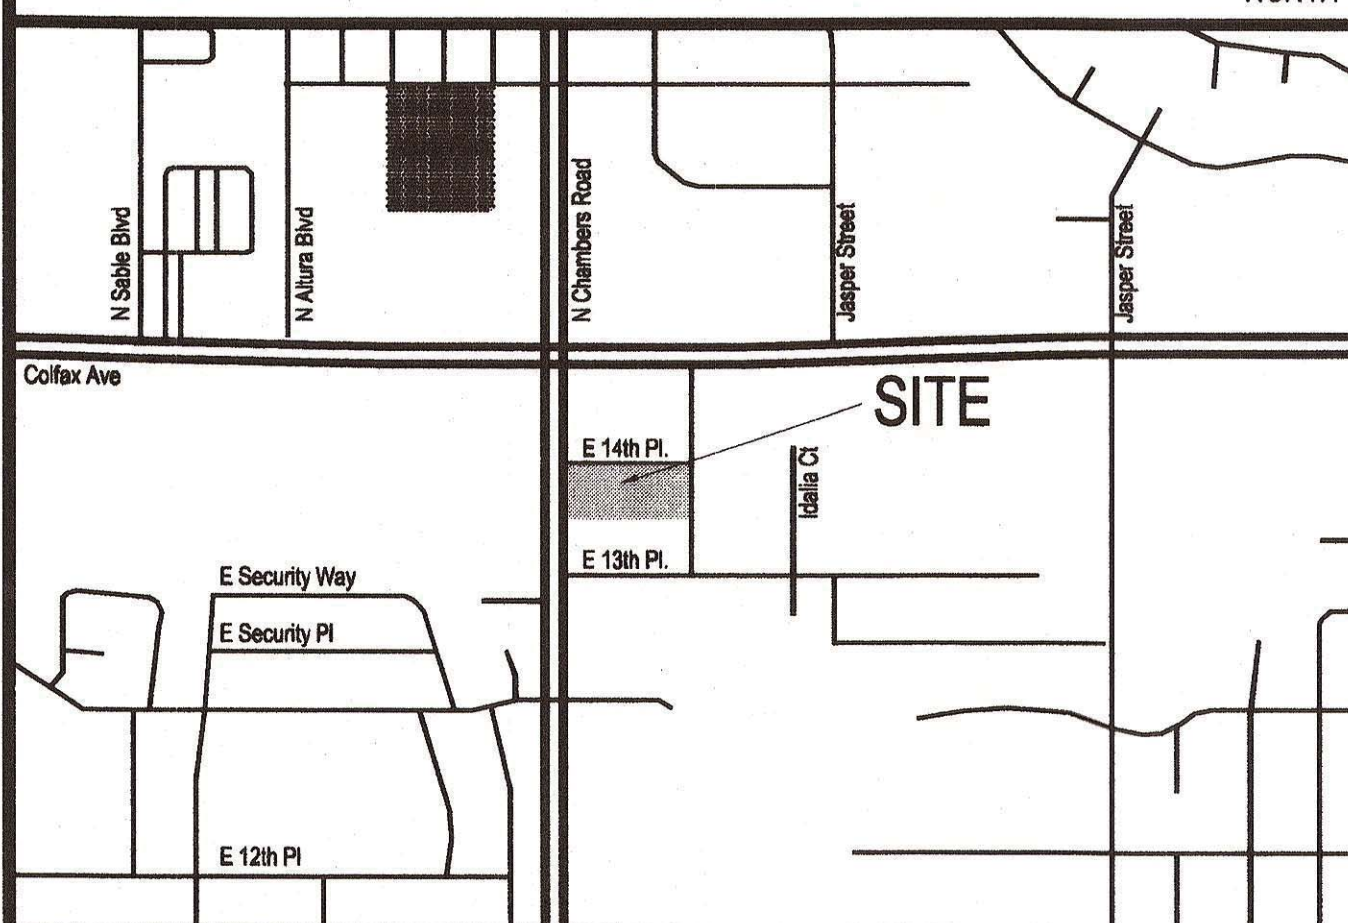 N Sable Blvd
N Altura Blvd
N Chambers Road
Jasper Street
Jasper Street
Colfax Ave
SITE
E 14th Pl.
Idalia Ct
E 13th Pl.
E Security Way
E Security Pl
E 12th Pl